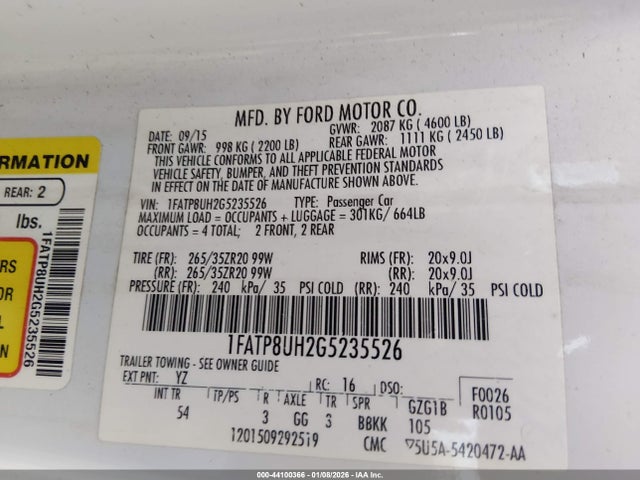 ORMATION
REAR: 2
lbs.
RS
OR
L
N
1FATP8UH2G5235526
MFD. BY FORD MOTOR CO.
DATE: 09/15 GVWR: 2087 KG ( 4600 LB)
FRONT GAWR: 998 KG ( 2200 LB) REAR GAWR: 1111 KG ( 2450 LB)
THIS VEHICLE CONFORMS TO ALL APPLICABLE FEDERAL MOTOR
VEHICLE SAFETY, BUMPER, AND THEFT PREVENTION STANDARDS
IN EFFECT ON THE DATE OF MANUFACTURE SHOWN ABOVE
VIN: 1FATP8UH2G5235526 TYPE: Passenger Car
MAXIMUM LOAD = OCCUPANTS + LUGGAGE = 301KG/ 664LB
OCCUPANTS = 4 TOTAL; 2 FRONT, 2 REAR
TIRE (FR): 265/35ZR20 99W RIMS (FR): 20x9.0J
(RR): 265/35ZR20 99W (RR): 20x9.0J
PRESSURE (FR): 240 kPa/ 35 PSI COLD (RR): 240 kPa/ 35 PSI COLD
1FATP8UH2G5235526
TRAILER TOWING - SEE OWNER GUIDE
EXT PNT: YZ RC: 16 DSO: F0026
INT TR TP/PS R AXLE TR SPR GZG1B R0105
54 3 GG 3 BBKK 105
12015092925i9 CMC 75U5A-5420472-AA
000-44100366 - 01/08/2026 - IAAI.com